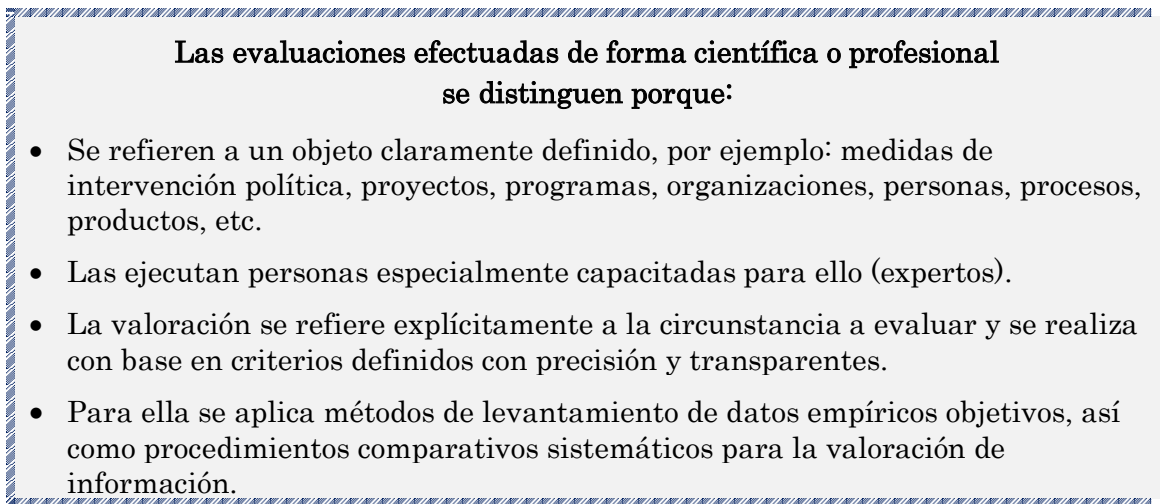 Las evaluaciones efectuadas de forma científica o profesional
se distinguen porque:
• Se refieren a un objeto claramente definido, por ejemplo: medidas de
intervención política, proyectos, programas, organizaciones, personas, procesos,
productos, etc.
• Las ejecutan personas especialmente capacitadas para ello (expertos).
• La valoración se refiere explícitamente a la circunstancia a evaluar y se realiza
con base en criterios definidos con precisión y transparentes.
• Para ella se aplica métodos de levantamiento de datos empíricos objetivos, así
como procedimientos comparativos sistemáticos para la valoración de
información.